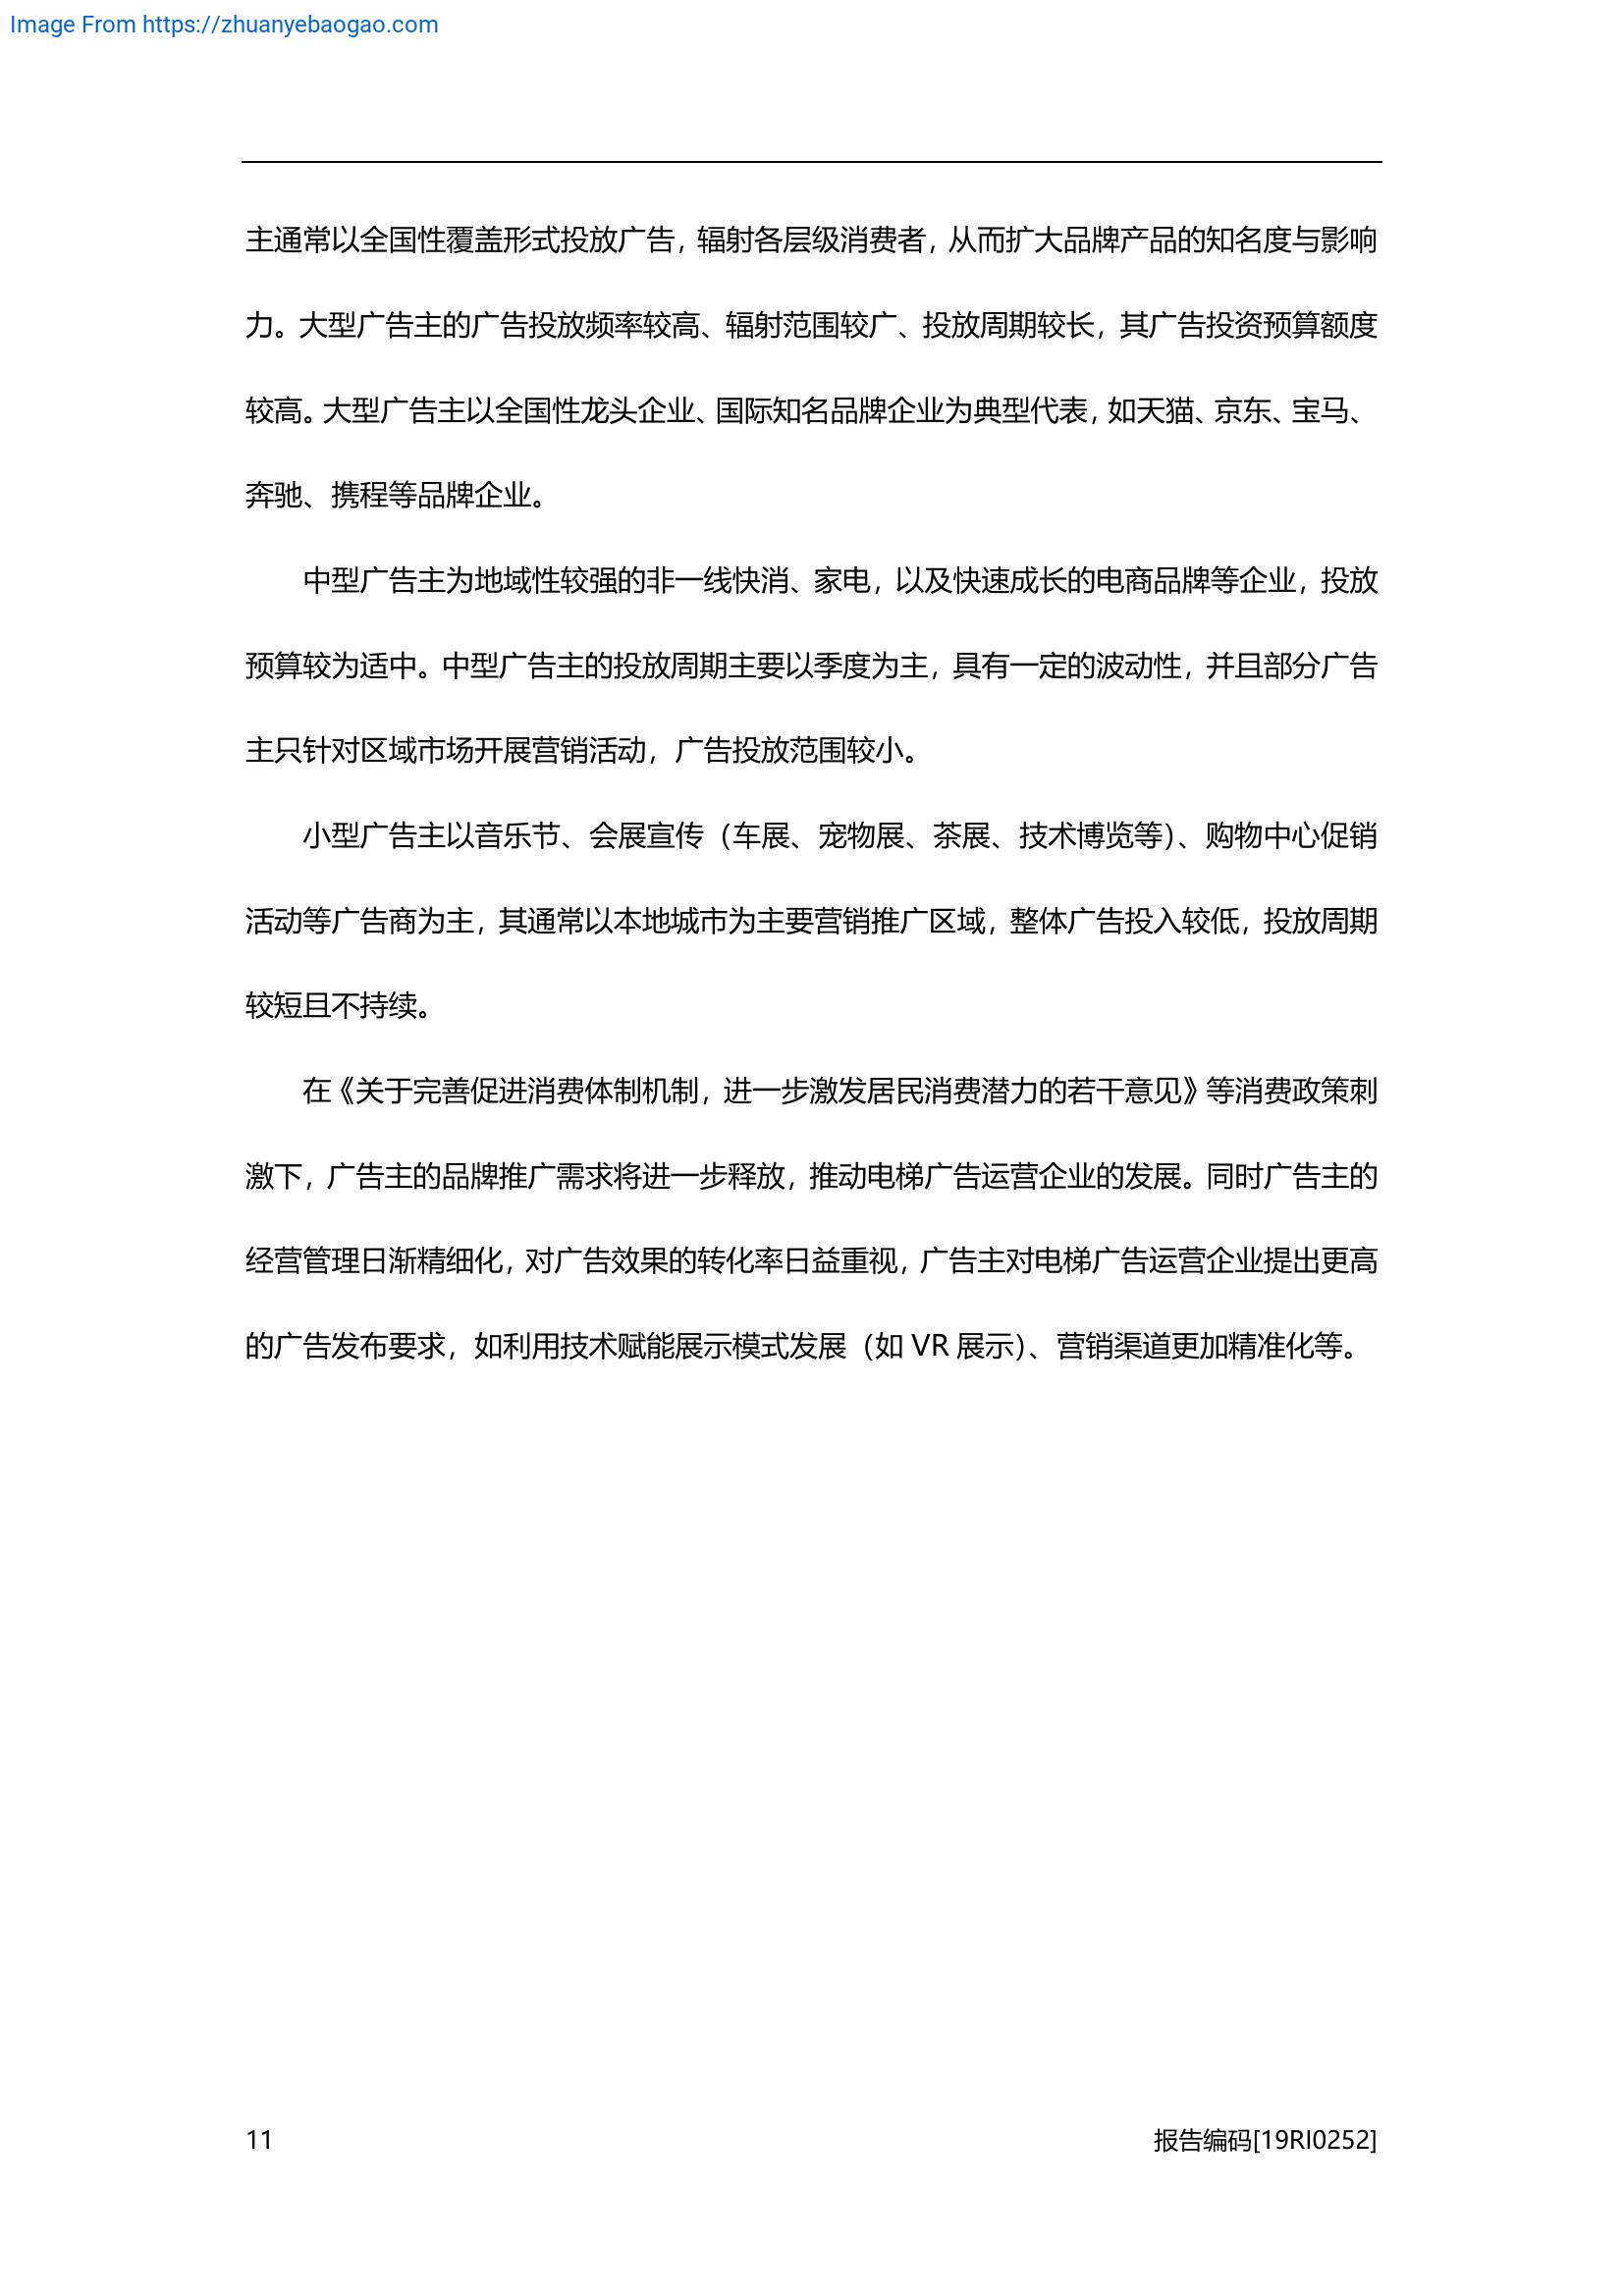 Image From https://zhuanyebaogao.com
主通常以全国性覆盖形式投放广告，辐射各层级消费者，从而扩大品牌产品的知名度与影响
力。大型广告主的广告投放频率较高、辐射范围较广、投放周期较长，其广告投资预算额度
较高。大型广告主以全国性龙头企业、国际知名品牌企业为典型代表，如天猫、京东、宝马、
奔驰、携程等品牌企业。
中型广告主为地域性较强的非一线快消、家电，以及快速成长的电商品牌等企业，投放
预算较为适中。中型广告主的投放周期主要以季度为主，具有一定的波动性，并且部分广告
主只针对区域市场开展营销活动，广告投放范围较小。
小型广告主以音乐节、会展宣传（车展、宠物展、茶展、技术博览等）、购物中心促销
活动等广告商为主，其通常以本地城市为主要营销推广区域，整体广告投入较低，投放周期
较短且不持续。
在《关于完善促进消费体制机制，进一步激发居民消费潜力的若干意见》等消费政策刺
激下，广告主的品牌推广需求将进一步释放，推动电梯广告运营企业的发展。同时广告主的
经营管理日渐精细化，对广告效果的转化率日益重视，广告主对电梯广告运营企业提出更高
的广告发布要求，如利用技术赋能展示模式发展（如 VR 展示）、营销渠道更加精准化等。
11 报告编码[19RI0252]